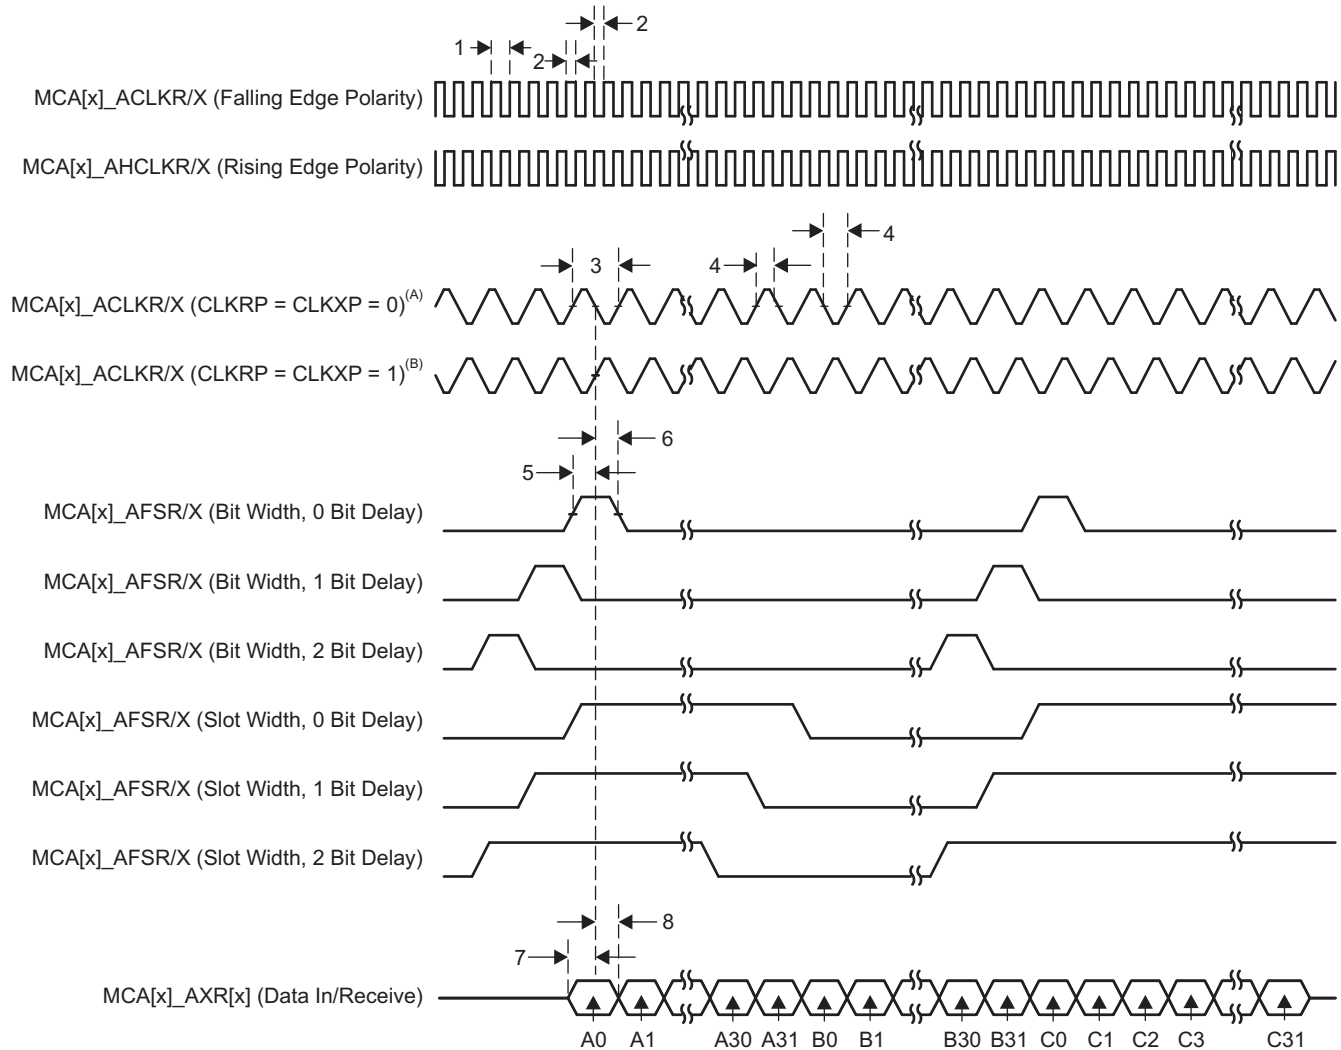 2
1
2
MCA[x]_ACLKR/X (Falling Edge Polarity)
MCA[x]_AHCLKR/X (Rising Edge Polarity)
4
3
4
MCA[x]_ACLKR/X (CLKRP = CLKXP = 0)(A)
MCA[x]_ACLKR/X (CLKRP = CLKXP = 1)(B)
6
5
MCA[x]_AFSR/X (Bit Width, 0 Bit Delay)
MCA[x]_AFSR/X (Bit Width, 1 Bit Delay)
MCA[x]_AFSR/X (Bit Width, 2 Bit Delay)
MCA[x]_AFSR/X (Slot Width, 0 Bit Delay)
MCA[x]_AFSR/X (Slot Width, 1 Bit Delay)
MCA[x]_AFSR/X (Slot Width, 2 Bit Delay)
8
7
MCA[x]_AXR[x] (Data In/Receive)
A0 A1 A30 A31 B0 B1 B30 B31 C0 C1 C2 C3 C31